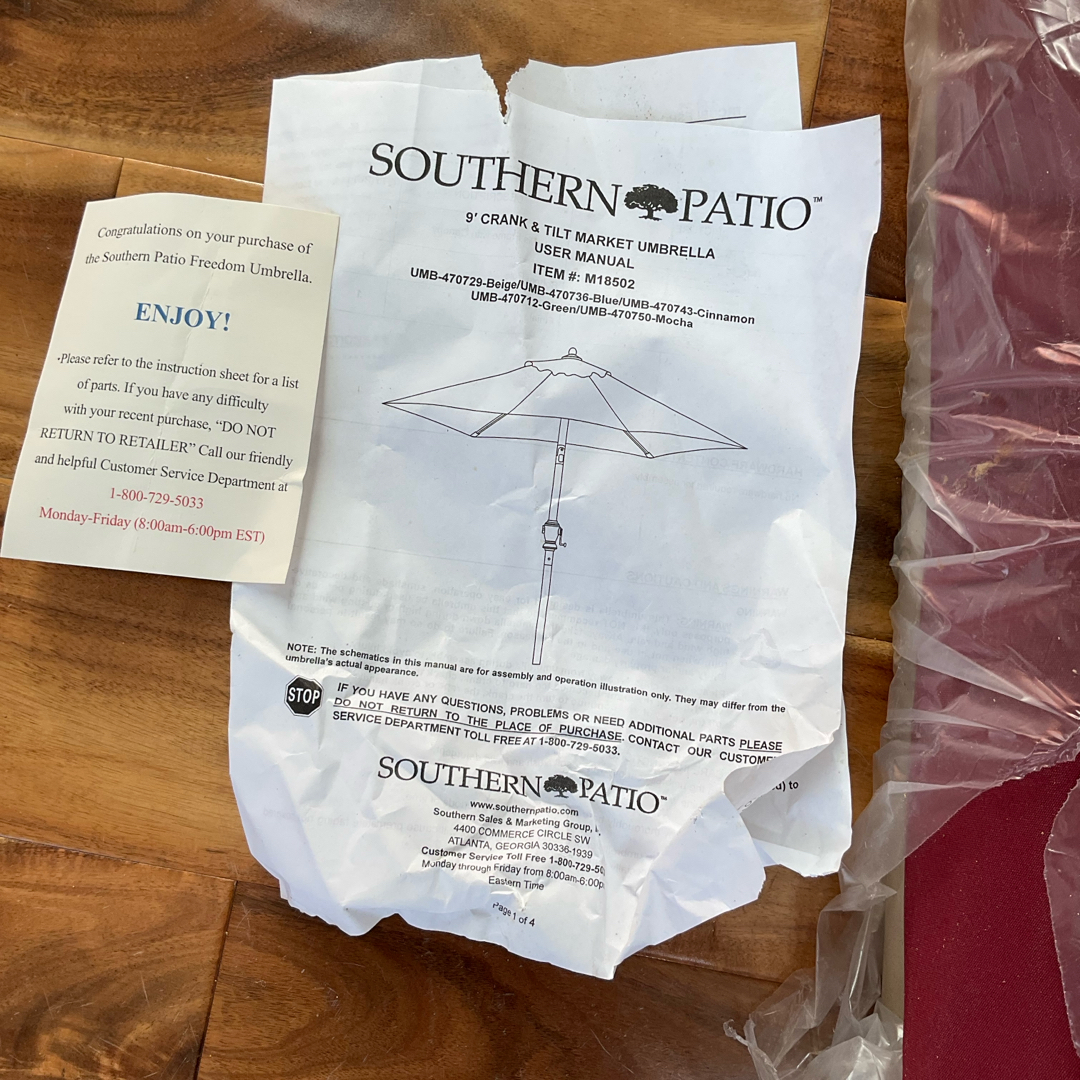 Congratulations on your purchase of
the Southern Patio Freedom Umbrella.
ENJOY!
•Please refer to the instruction sheet for a list
of parts. If you have any difficulty
with your recent purchase, “DO NOT
RETURN TO RETAILER” Call our friendly
and helpful Customer Service Department at
1-800-729-5033
Monday-Friday (8:00am-6:00pm EST)
SOUTHERN PATIO™
9' CRANK & TILT MARKET UMBRELLA
USER MANUAL
ITEM #: M18502
UMB-470729-Beige/UMB-470736-Blue/UMB-470743-Cinnamon
UMB-470712-Green/UMB-470750-Mocha
NOTE: The schematics in this manual are for assembly and operation illustration only. They may differ from the
umbrella's actual appearance.
STOP
IF YOU HAVE ANY QUESTIONS, PROBLEMS OR NEED ADDITIONAL PARTS PLEASE
DO NOT RETURN TO THE PLACE OF PURCHASE. CONTACT OUR CUSTOME
SERVICE DEPARTMENT TOLL FREE AT 1-800-729-5033.
to
SOUTHERN PATIO™
www.southernpatio.com
Southern Sales & Marketing Group,
4400 COMMERCE CIRCLE SW
ATLANTA, GEORGIA 30336-1939
Customer Service Toll Free 1-800-729-50
Monday through Friday from 8:00am-6:00p
Eastern Time
Page 1 of 4